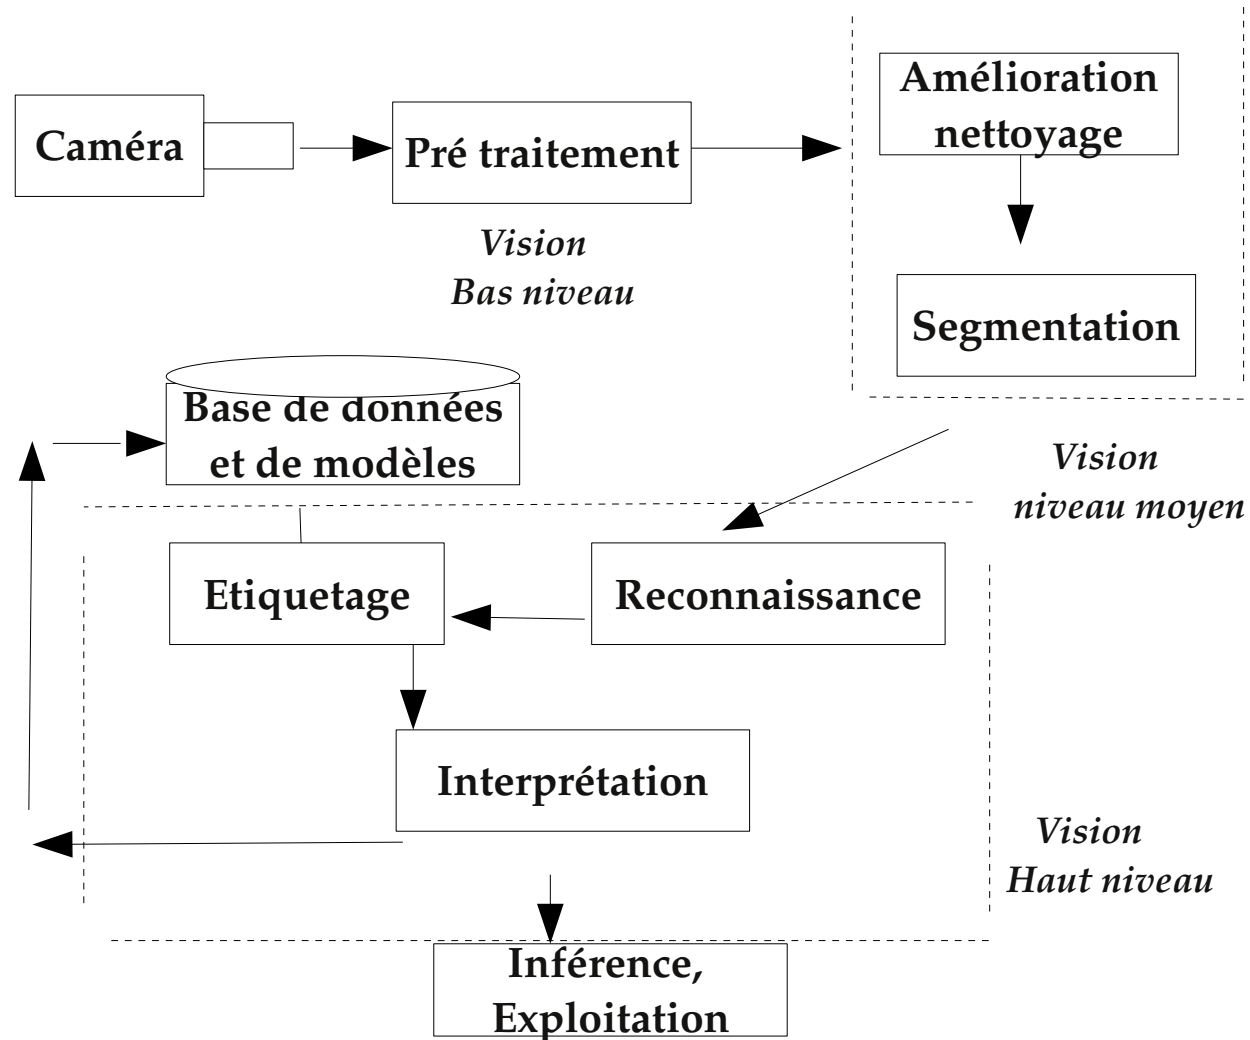 Caméra
Pré traitement
Amélioration
nettoyage
Vision
Bas niveau
Segmentation
Base de données
et de modèles
Vision
niveau moyen
Etiquetage
Reconnaissance
Interprétation
Vision
Haut niveau
Inférence,
Exploitation